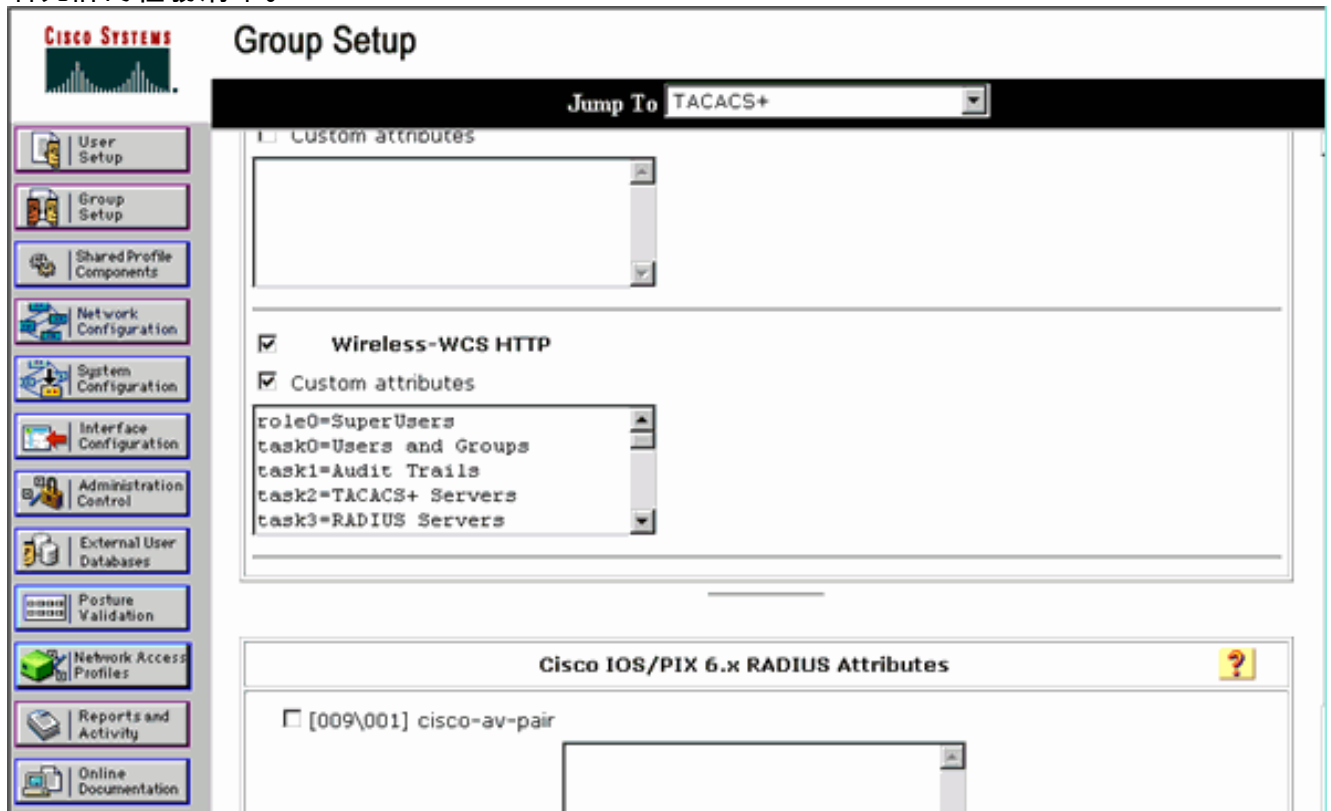 CISCO SYSTEMS
Group Setup
Jump To TACACS+
User
Setup
Group
Setup
Shared Profile
Components
Network
Configuration
System
Configuration
Interface
Configuration
Administration
Control
External User
Databases
Posture
Validation
Network Access
Profiles
Reports and
Activity
Online
Documentation
Custom attributes
Wireless-WCS HTTP
Custom attributes
role0=SuperUsers
task0=Users and Groups
task1=Audit Trails
task2=TACACS+ Servers
task3=RADIUS Servers
Cisco IOS/PIX 6.x RADIUS Attributes
?
[009\001] cisco-av-pair